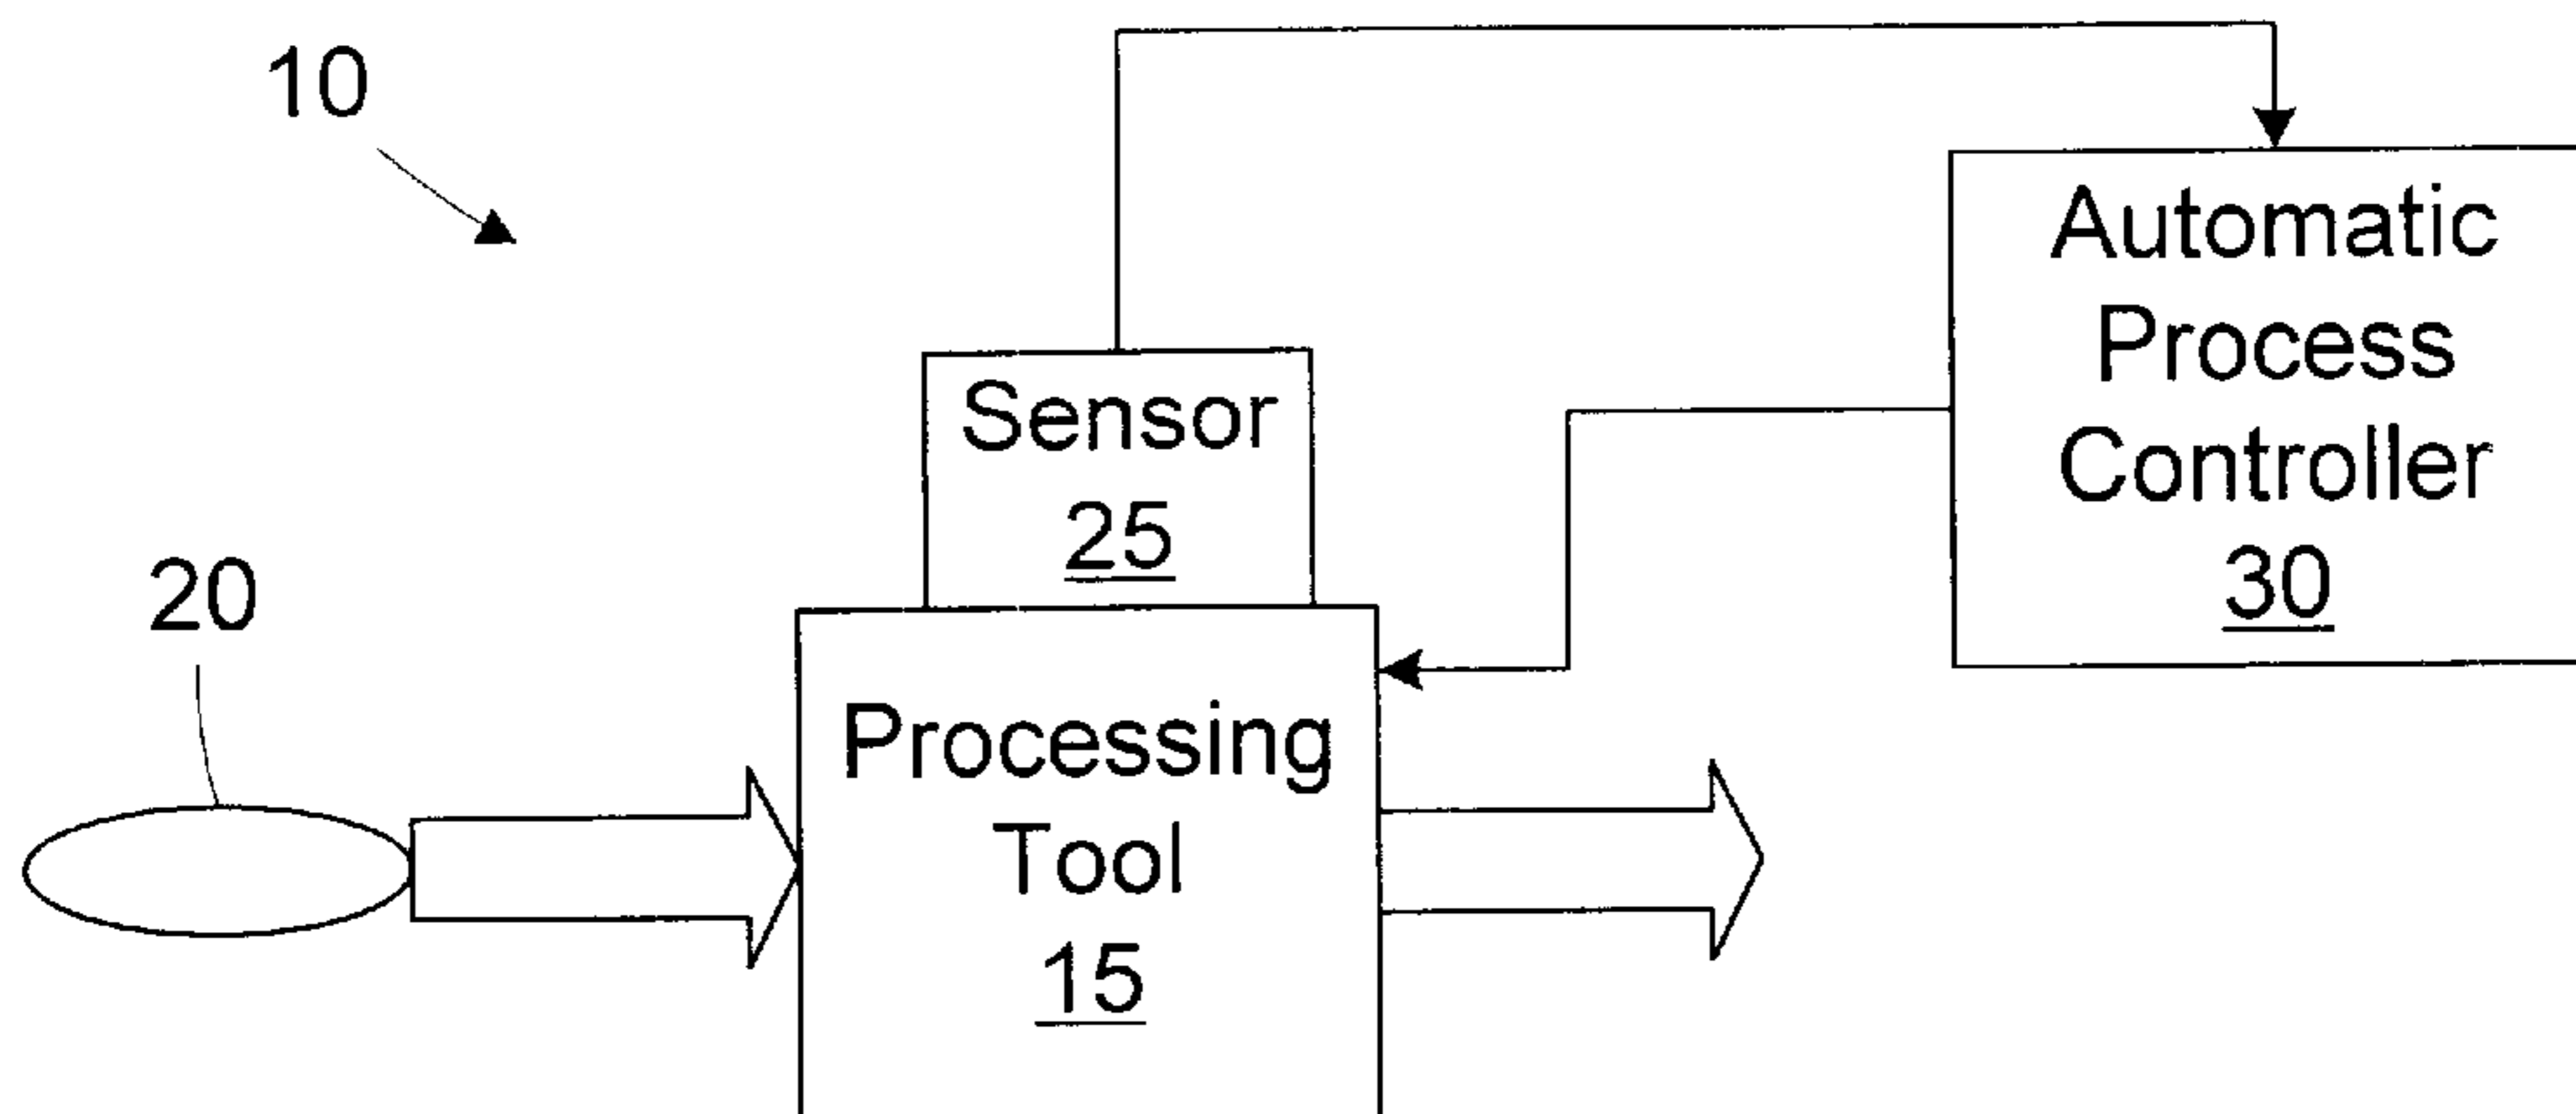 10
Automatic
Process
Controller
30
Sensor
25
20
Processing
Tool
15